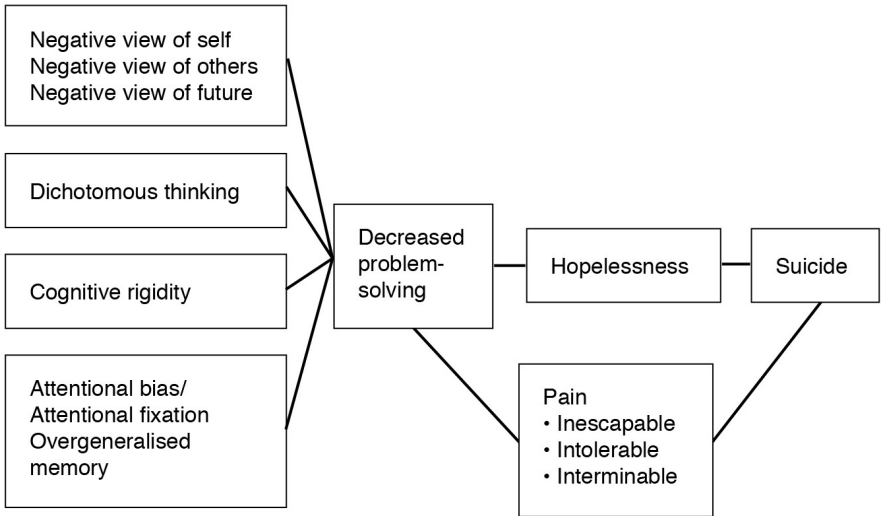 Negative view of self
Negative view of others
Negative view of future
Dichotomous thinking
Cognitive rigidity
Attentional bias/
Attentional fixation
Overgeneralised
memory
Decreased
problem-
solving
Hopelessness
Suicide
Pain
• Inescapable
• Intolerable
• Interminable